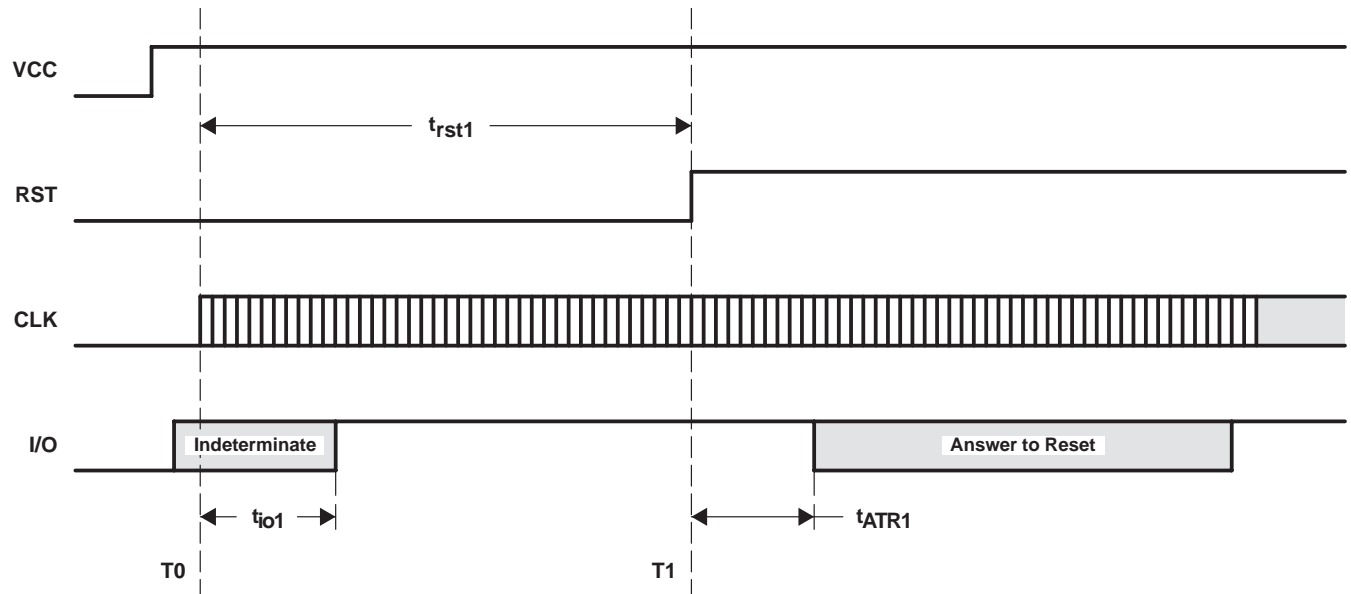 VCC
trst1
RST
CLK
I/O
Indeterminate
Answer to Reset
tio1
tATR1
T0
T1